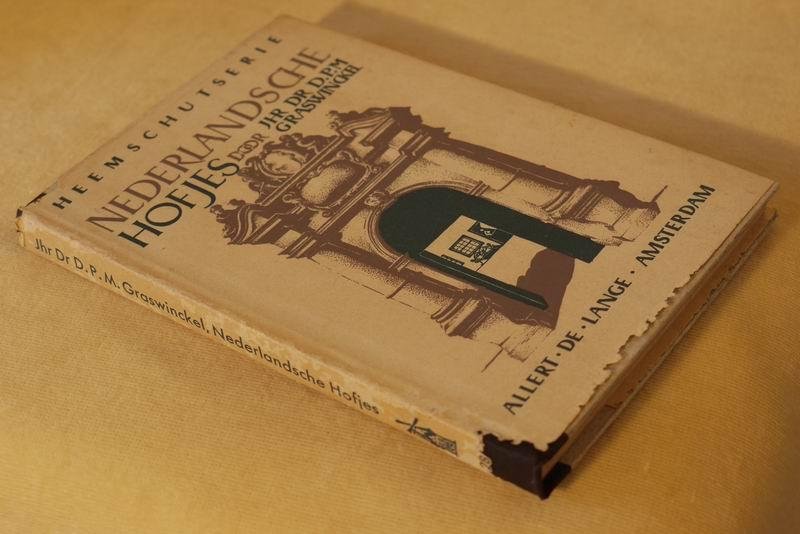 HEEMSCHUTSERIE
NEDERLANDSCHE
HOFJES DOOR JHR DR D.P.M
GRASWINCKEL
ALLERT · DE · LANGE · AMSTERDAM
Jhr Dr D. P. M. Graswinckel, Nederlandsche Hofjes